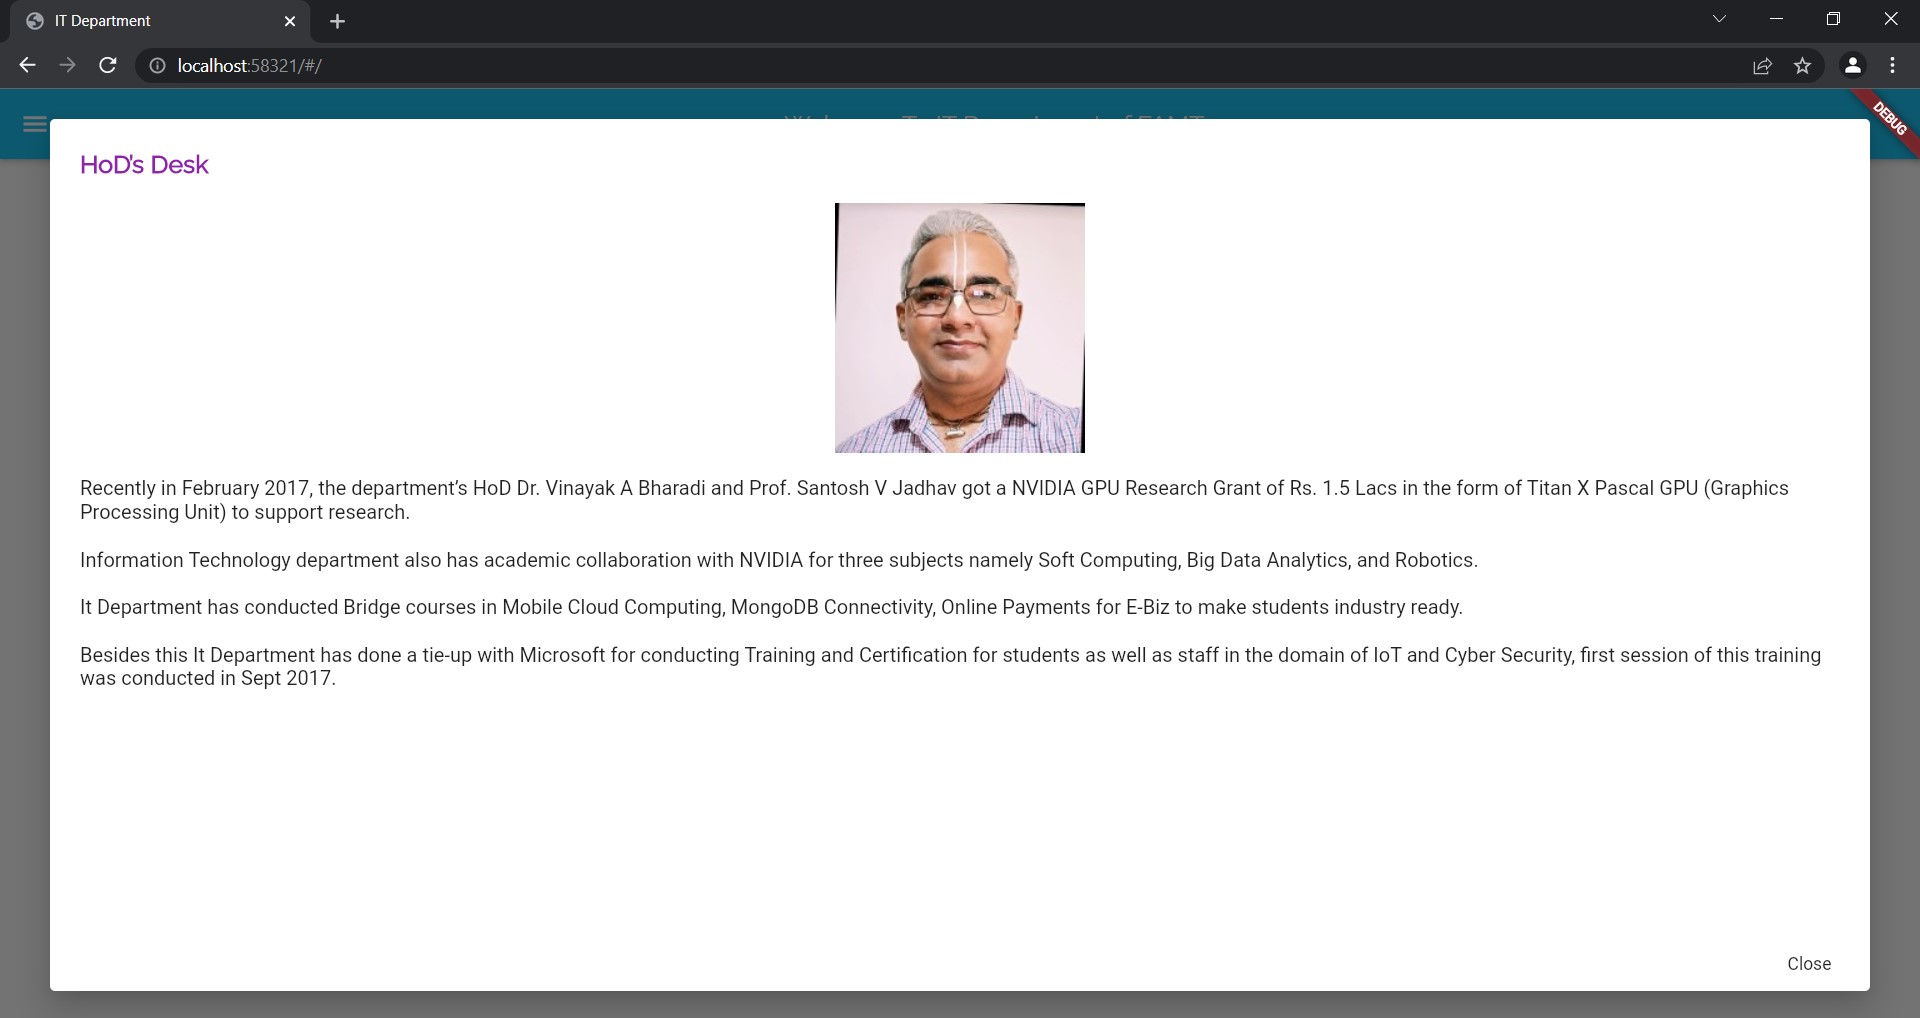 IT Department
localhost:58321/#/
DEBUG
HoD's Desk
Recently in February 2017, the department's HoD Dr. Vinayak A Bharadi and Prof. Santosh V Jadhav got a NVIDIA GPU Research Grant of Rs. 1.5 Lacs in the form of Titan X Pascal GPU (Graphics
Processing Unit) to support research.
Information Technology department also has academic collaboration with NVIDIA for three subjects namely Soft Computing, Big Data Analytics, and Robotics.
It Department has conducted Bridge courses in Mobile Cloud Computing, MongoDB Connectivity, Online Payments for E-Biz to make students industry ready.
Besides this It Department has done a tie-up with Microsoft for conducting Training and Certification for students as well as staff in the domain of IoT and Cyber Security, first session of this training
was conducted in Sept 2017.
Close